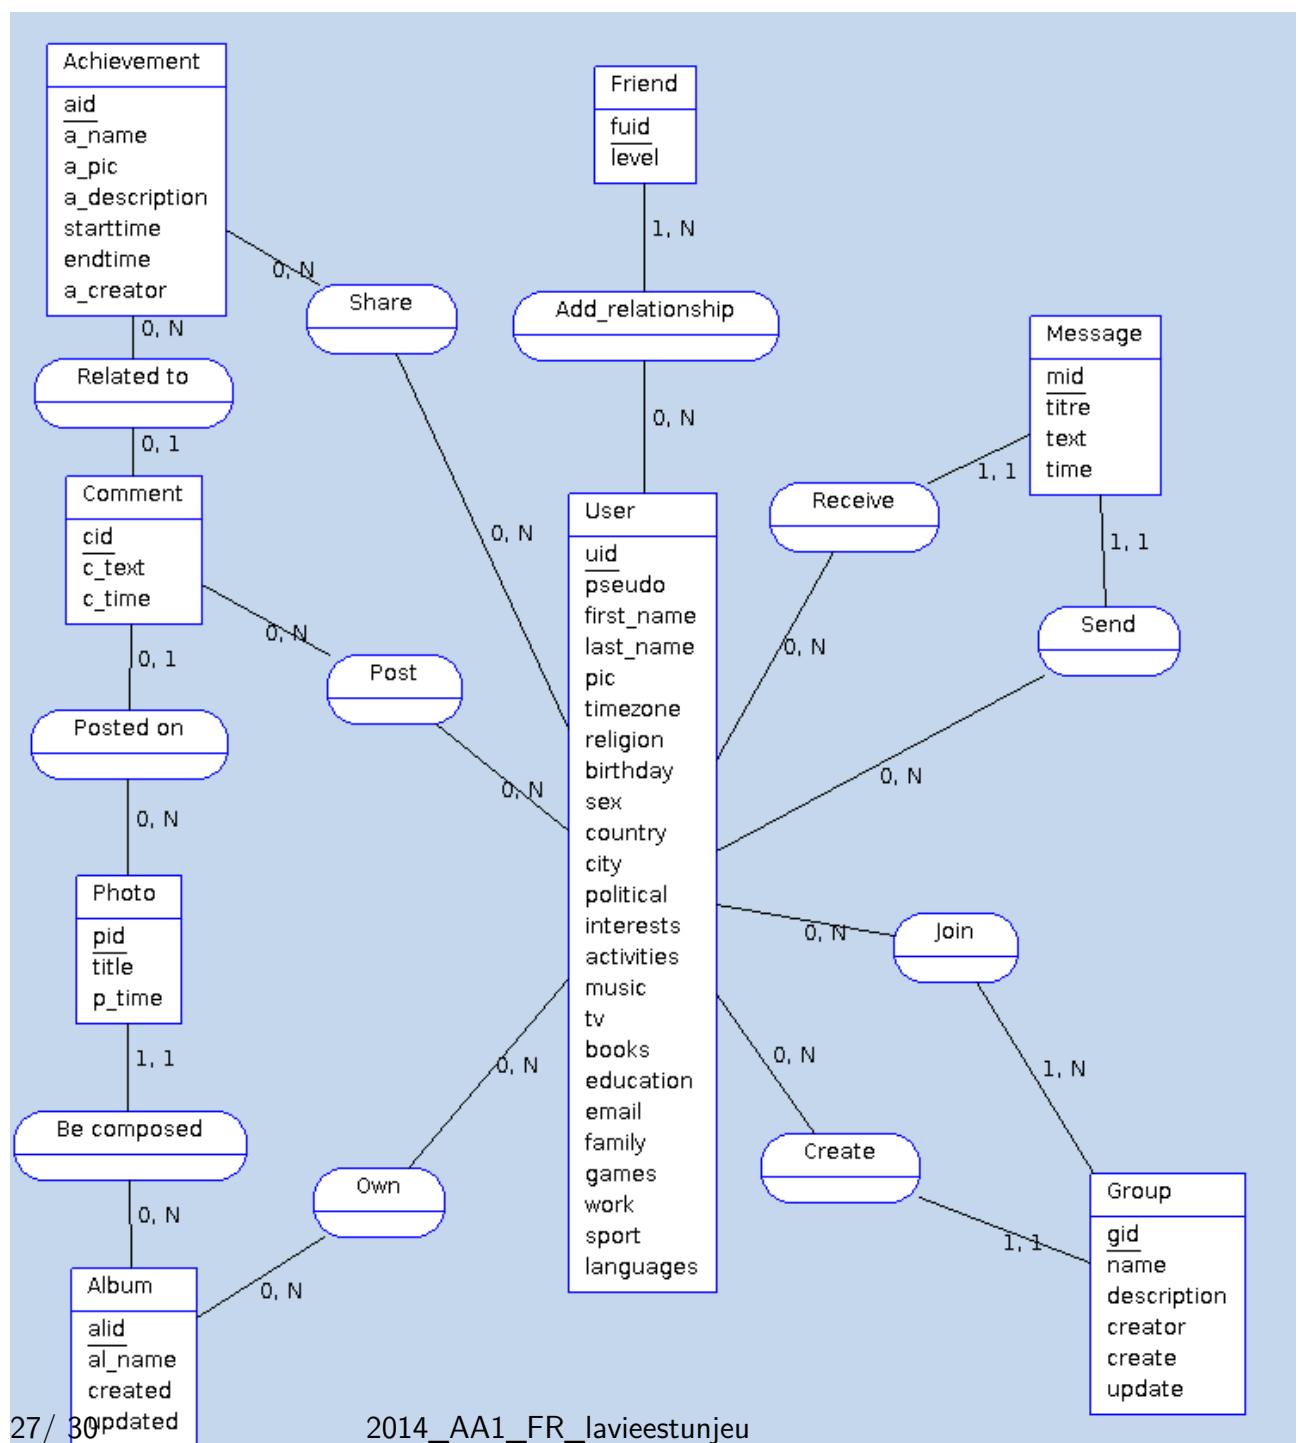 Achievement
aid
a_name
a_pic
a_description
starttime
endtime
a_creator
0, N
Share
0, N
Related to
0, 1
Friend
fuid
level
1, N
Add_relationship
0, N
Message
mid
titre
text
time
1, 1
Receive
0, N
1, 1
Send
0, N
Comment
cid
c_text
c_time
0, N
Post
0, N
0, N
0, 1
Posted on
0, N
User
uid
pseudo
first_name
last_name
pic
timezone
religion
birthday
sex
country
city
political
interests
activities
music
tv
books
education
email
family
games
work
sport
languages
Photo
pid
title
p_time
1, 1
Be composed
0, N
0, N
Own
0, N
0, N
Join
1, N
0, N
Create
1, 1
Album
alid
al_name
created
updated
Group
gid
name
description
creator
create
update
27/ 30
2014_AA1_FR_lavieestunjeu